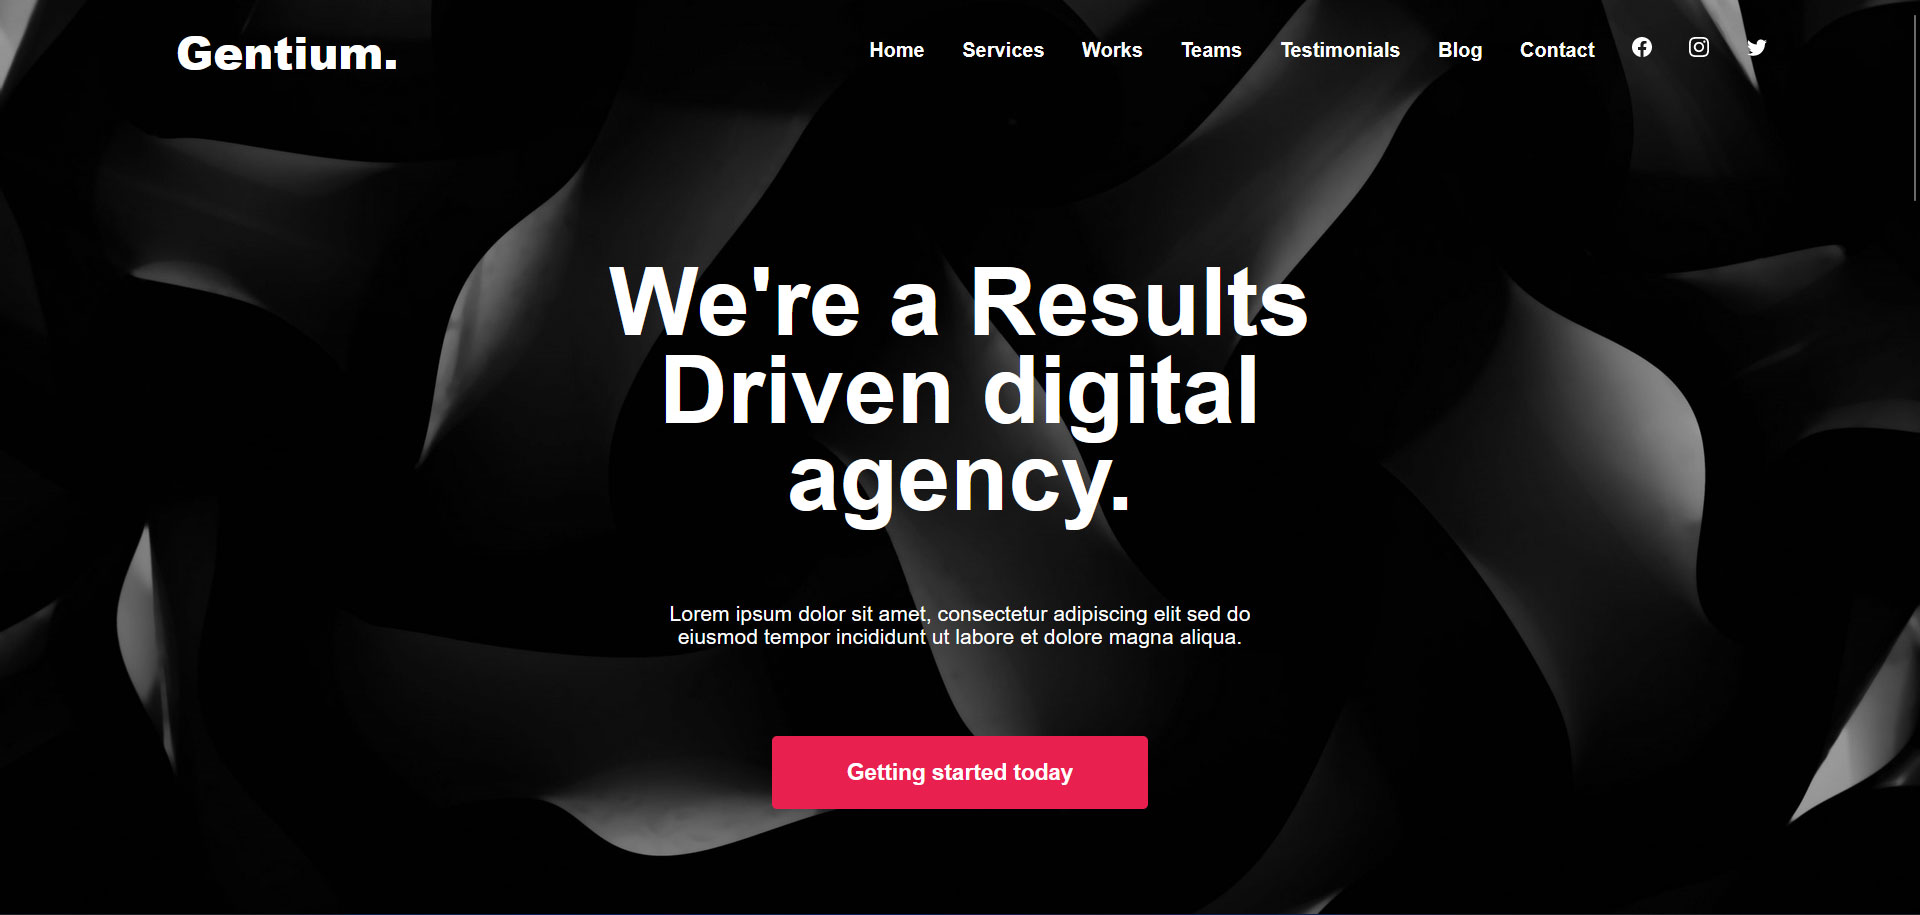 Gentium.
Home Services Works Teams Testimonials Blog Contact
We're a Results
Driven digital
agency.
Lorem ipsum dolor sit amet, consectetur adipiscing elit sed do
eiusmod tempor incididunt ut labore et dolore magna aliqua.
Getting started today